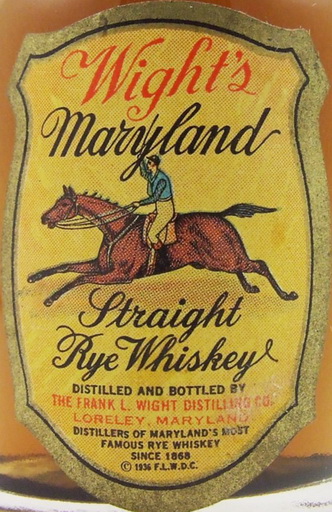 Wight's
Maryland
Straight
Rye Whiskey
DISTILLED AND BOTTLED BY
THE FRANK L. WIGHT DISTILLING CO.
LORELEY, MARYLAND
DISTILLERS OF MARYLAND'S MOST
FAMOUS RYE WHISKEY
SINCE 1868
© 1936 F.L.W.D.C.